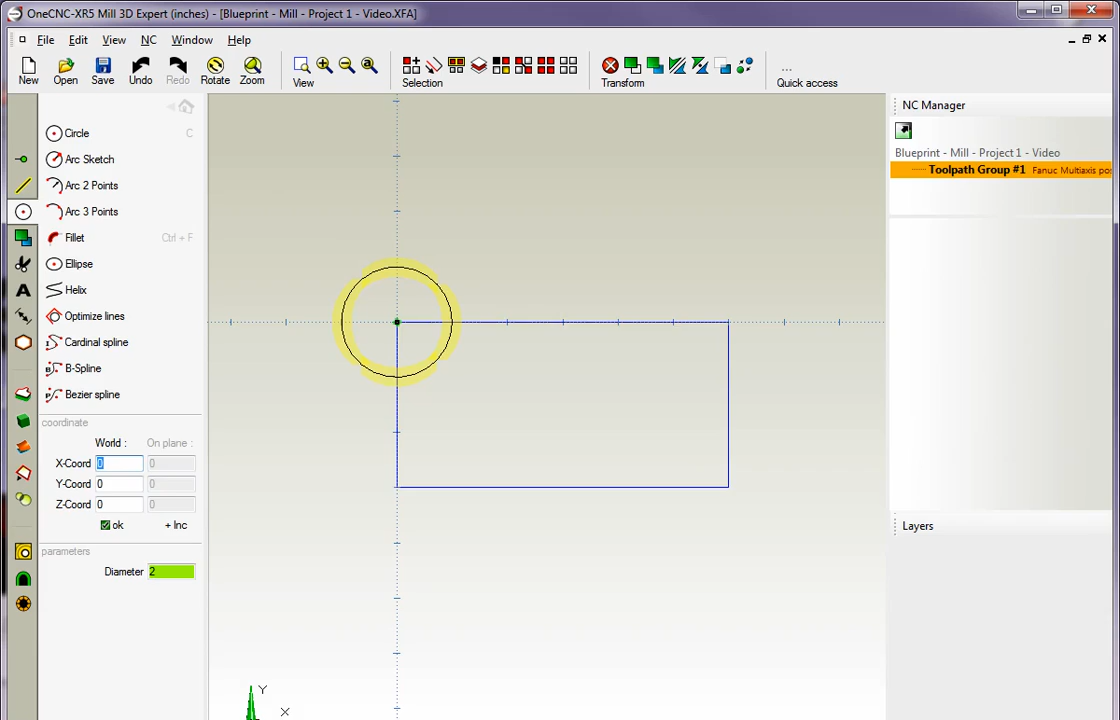 OneCNC-XR5 Mill 3D Expert (inches) - [Blueprint - Mill - Project 1 - Video.XFA]
File Edit View NC Window Help
New Open Save Undo Redo Rotate Zoom View Selection Transform ... Quick access
Circle C
Arc Sketch
Arc 2 Points
Arc 3 Points
Fillet Ctrl + F
Ellipse
Helix
Optimize lines
Cardinal spline
B-Spline
Bezier spline
coordinate
World : On plane :
X-Coord 0 0
Y-Coord 0 0
Z-Coord 0 0
ok + Inc
parameters
Diameter 2
Y
X
NC Manager
Blueprint - Mill - Project 1 - Video
Toolpath Group #1 Fanuc Multiaxis po
Layers